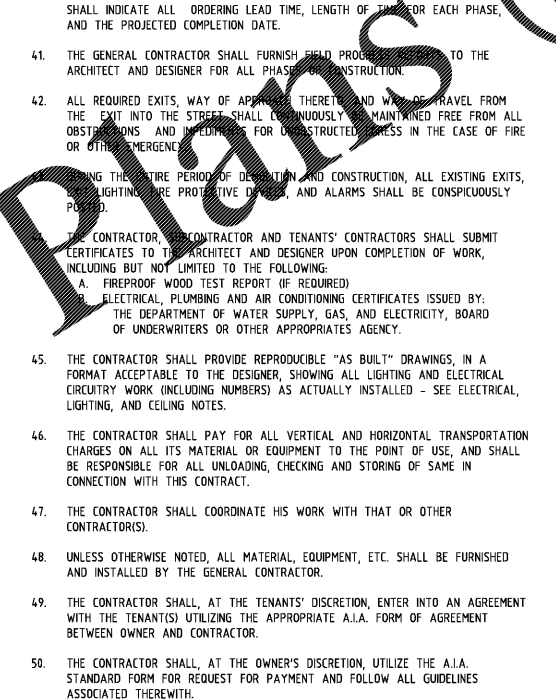 SHALL INDICATE ALL ORDERING LEAD TIME, LENGTH OF TIME FOR EACH PHASE,
AND THE PROJECTED COMPLETION DATE.
41. THE GENERAL CONTRACTOR SHALL FURNISH FIELD PROGRESS REPORTS TO THE
ARCHITECT AND DESIGNER FOR ALL PHASES OF CONSTRUCTION.
42. ALL REQUIRED EXITS, WAY OF APPROACH THERETO, AND WAY OF TRAVEL FROM
THE EXIT INTO THE STREET SHALL CONTINUOUSLY BE MAINTAINED FREE FROM ALL
OBSTRUCTIONS AND IMPEDIMENTS FOR UNOBSTRUCTED EGRESS IN THE CASE OF FIRE
OR OTHER EMERGENCY.
43. DURING THE ENTIRE PERIOD OF DEMOLITION AND CONSTRUCTION, ALL EXISTING EXITS,
EXIT LIGHTING, FIRE PROTECTIVE DEVICES, AND ALARMS SHALL BE CONSPICUOUSLY
POSTED.
44. THE CONTRACTOR, SUBCONTRACTOR AND TENANTS' CONTRACTORS SHALL SUBMIT
CERTIFICATES TO THE ARCHITECT AND DESIGNER UPON COMPLETION OF WORK,
INCLUDING BUT NOT LIMITED TO THE FOLLOWING:
A. FIREPROOF WOOD TEST REPORT (IF REQUIRED)
B. ELECTRICAL, PLUMBING AND AIR CONDITIONING CERTIFICATES ISSUED BY:
THE DEPARTMENT OF WATER SUPPLY, GAS, AND ELECTRICITY, BOARD
OF UNDERWRITERS OR OTHER APPROPRIATES AGENCY.
45. THE CONTRACTOR SHALL PROVIDE REPRODUCIBLE "AS BUILT" DRAWINGS, IN A
FORMAT ACCEPTABLE TO THE DESIGNER, SHOWING ALL LIGHTING AND ELECTRICAL
CIRCUITRY WORK (INCLUDING NUMBERS) AS ACTUALLY INSTALLED - SEE ELECTRICAL,
LIGHTING, AND CEILING NOTES.
46. THE CONTRACTOR SHALL PAY FOR ALL VERTICAL AND HORIZONTAL TRANSPORTATION
CHARGES ON ALL ITS MATERIAL OR EQUIPMENT TO THE POINT OF USE, AND SHALL
BE RESPONSIBLE FOR ALL UNLOADING, CHECKING AND STORING OF SAME IN
CONNECTION WITH THIS CONTRACT.
47. THE CONTRACTOR SHALL COORDINATE HIS WORK WITH THAT OR OTHER
CONTRACTOR(S).
48. UNLESS OTHERWISE NOTED, ALL MATERIAL, EQUIPMENT, ETC. SHALL BE FURNISHED
AND INSTALLED BY THE GENERAL CONTRACTOR.
49. THE CONTRACTOR SHALL, AT THE TENANTS' DISCRETION, ENTER INTO AN AGREEMENT
WITH THE TENANT(S) UTILIZING THE APPROPRIATE A.I.A. FORM OF AGREEMENT
BETWEEN OWNER AND CONTRACTOR.
50. THE CONTRACTOR SHALL, AT THE OWNER'S DISCRETION, UTILIZE THE A.I.A.
STANDARD FORM FOR REQUEST FOR PAYMENT AND FOLLOW ALL GUIDELINES
ASSOCIATED THEREWITH.
Plans